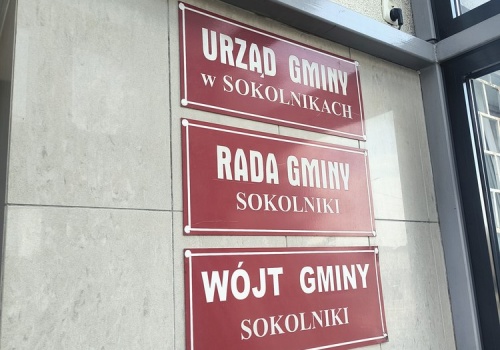 URZĄD GMINY
w SOKOLNIKACH
RADA GMINY
SOKOLNIKI
WÓJT GMINY
SOKOLNIKI